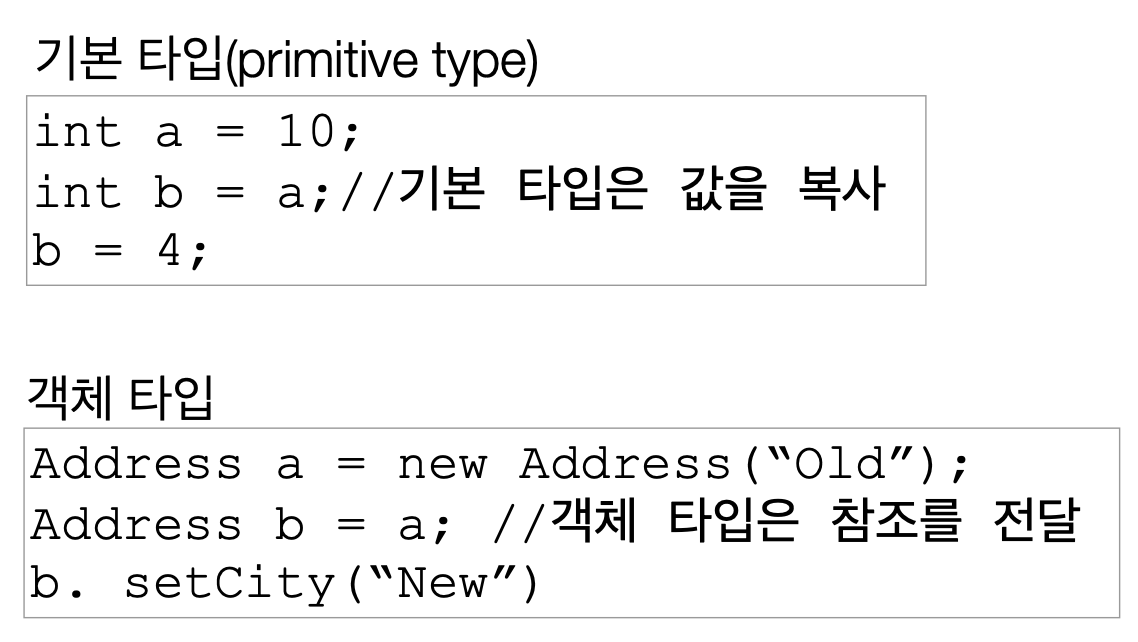 기본 타입(primitive type)
int a = 10;
int b = a;//기본 타입은 값을 복사
b = 4;
객체 타입
Address a = new Address(“Old”);
Address b = a; //객체 타입은 참조를 전달
b. setCity(“New”)